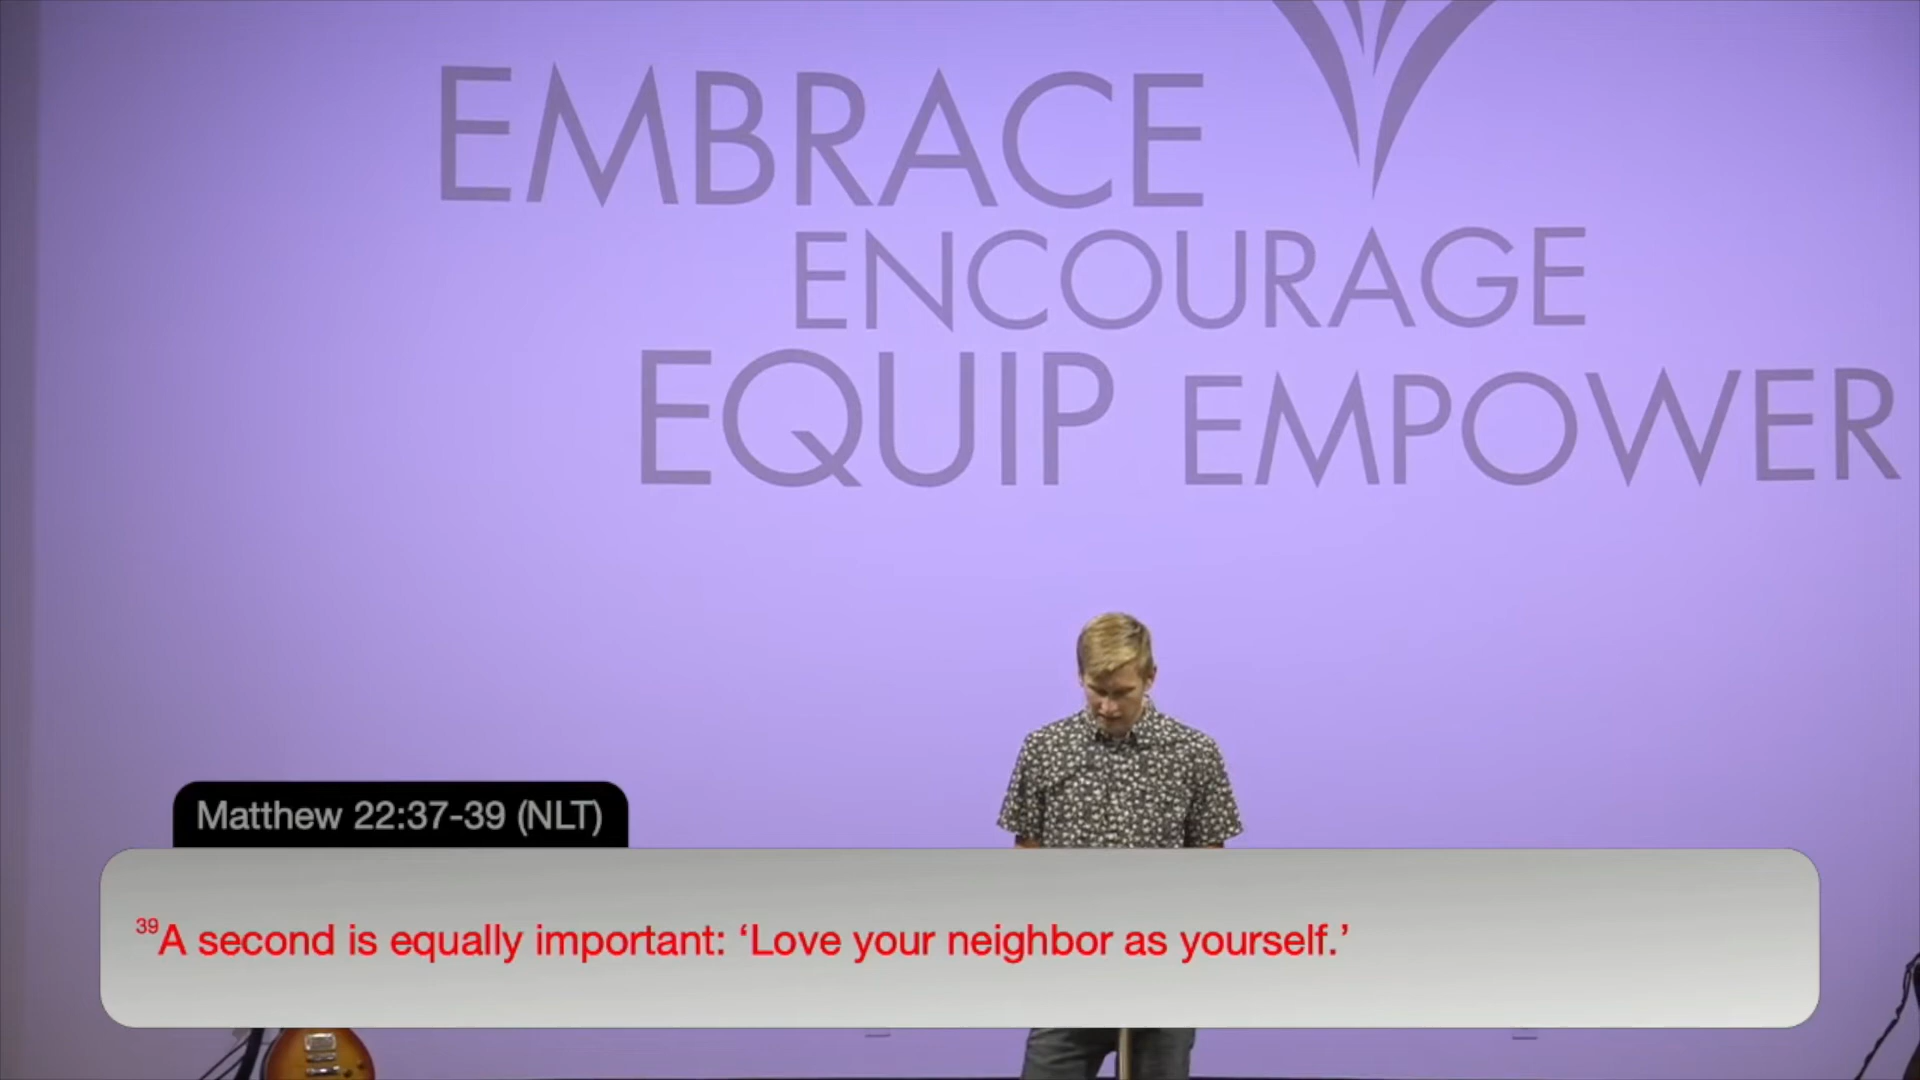 EMBRACE
ENCOURAGE
EQUIP EMPOWER
Matthew 22:37-39 (NLT)
39A second is equally important: ‘Love your neighbor as yourself.’